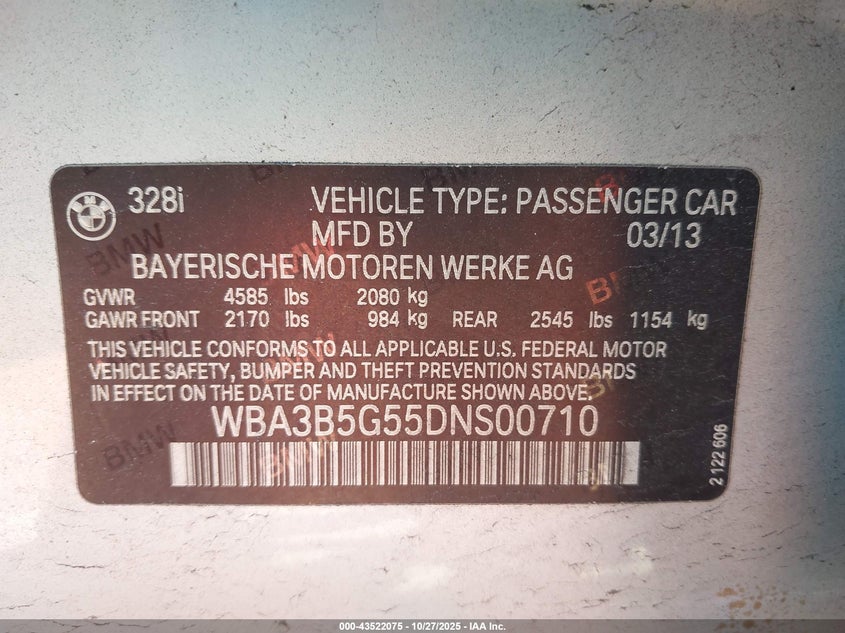 BMW 328i VEHICLE TYPE: PASSENGER CAR
MFD BY 03/13
BAYERISCHE MOTOREN WERKE AG
GVWR 4585 lbs 2080 kg
GAWR FRONT 2170 lbs 984 kg REAR 2545 lbs 1154 kg
THIS VEHICLE CONFORMS TO ALL APPLICABLE U.S. FEDERAL MOTOR
VEHICLE SAFETY, BUMPER AND THEFT PREVENTION STANDARDS
IN EFFECT ON THE DATE OF MANUFACTURE SHOWN ABOVE.
WBA3B5G55DNS00710
2 122 606
000-43522075 - 10/27/2025 - IAA Inc.